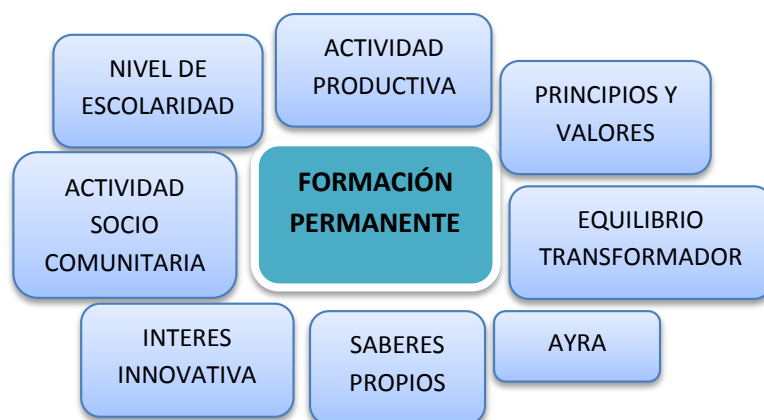 ACTIVIDAD
PRODUCTIVA
NIVEL DE
ESCOLARIDAD
PRINCIPIOS Y
VALORES
FORMACIÓN
PERMANENTE
ACTIVIDAD
SOCIO
COMUNITARIA
EQUILIBRIO
TRANSFORMADOR
INTERES
INNOVATIVA
SABERES
PROPIOS
AYRA